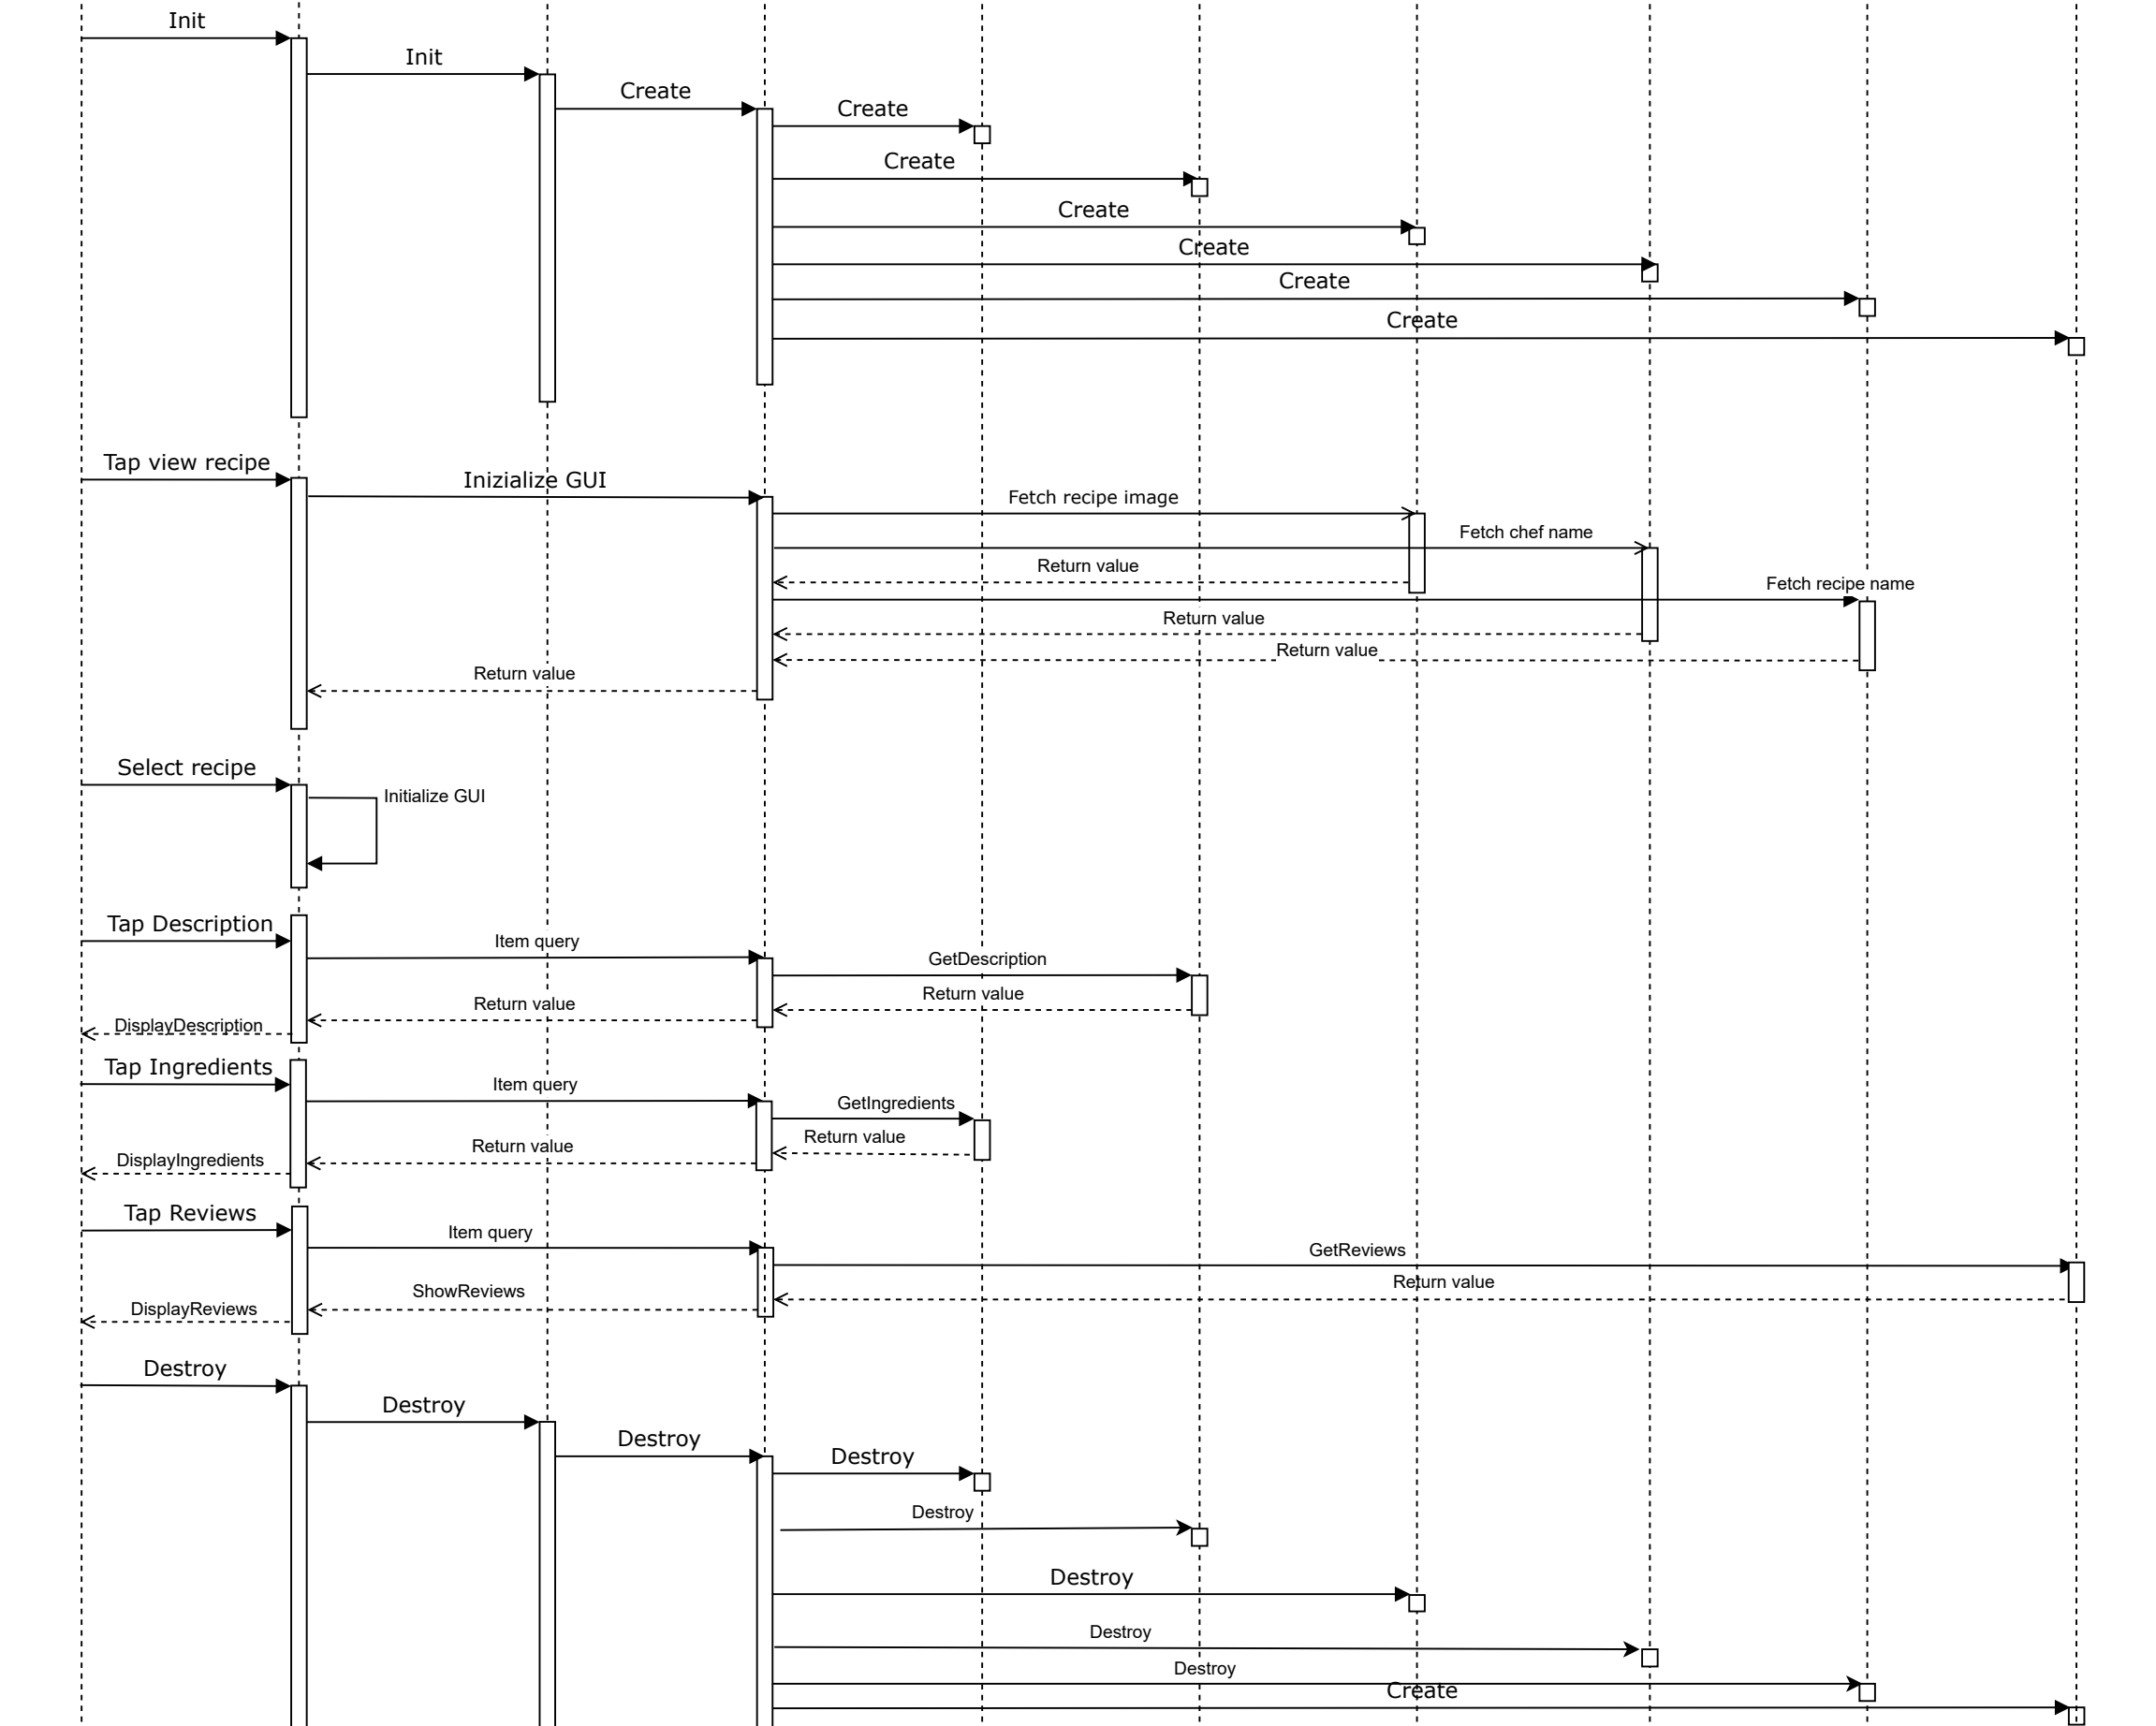 Init
Init
Create
Create
Create
Create
Create
Create
Create
Tap view recipe
Inizialize GUI
Fetch recipe image
Fetch chef name
Return value
Fetch recipe name
Return value
Return value
Return value
Select recipe
Initialize GUI
Tap Description
Item query
GetDescription
Return value
Return value
DisplayDescription
Tap Ingredients
Item query
GetIngredients
Return value
Return value
DisplayIngredients
Tap Reviews
Item query
GetReviews
Return value
ShowReviews
DisplayReviews
Destroy
Destroy
Destroy
Destroy
Destroy
Destroy
Destroy
Destroy
Create